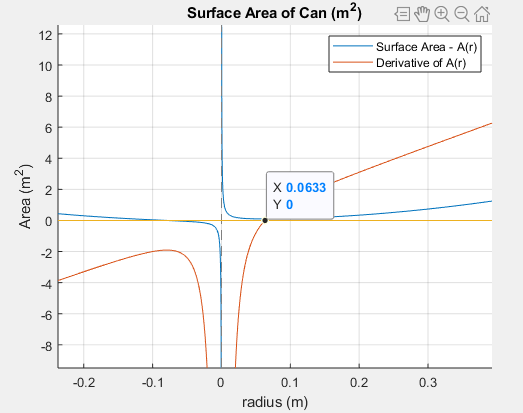 Surface Area of Can (m²)
Surface Area - A(r)
Derivative of A(r)
X 0.0633
Y 0
12
10
8
6
4
2
0
-2
-4
-6
-8
Area (m²)
-0.2 -0.1 0 0.1 0.2 0.3
radius (m)